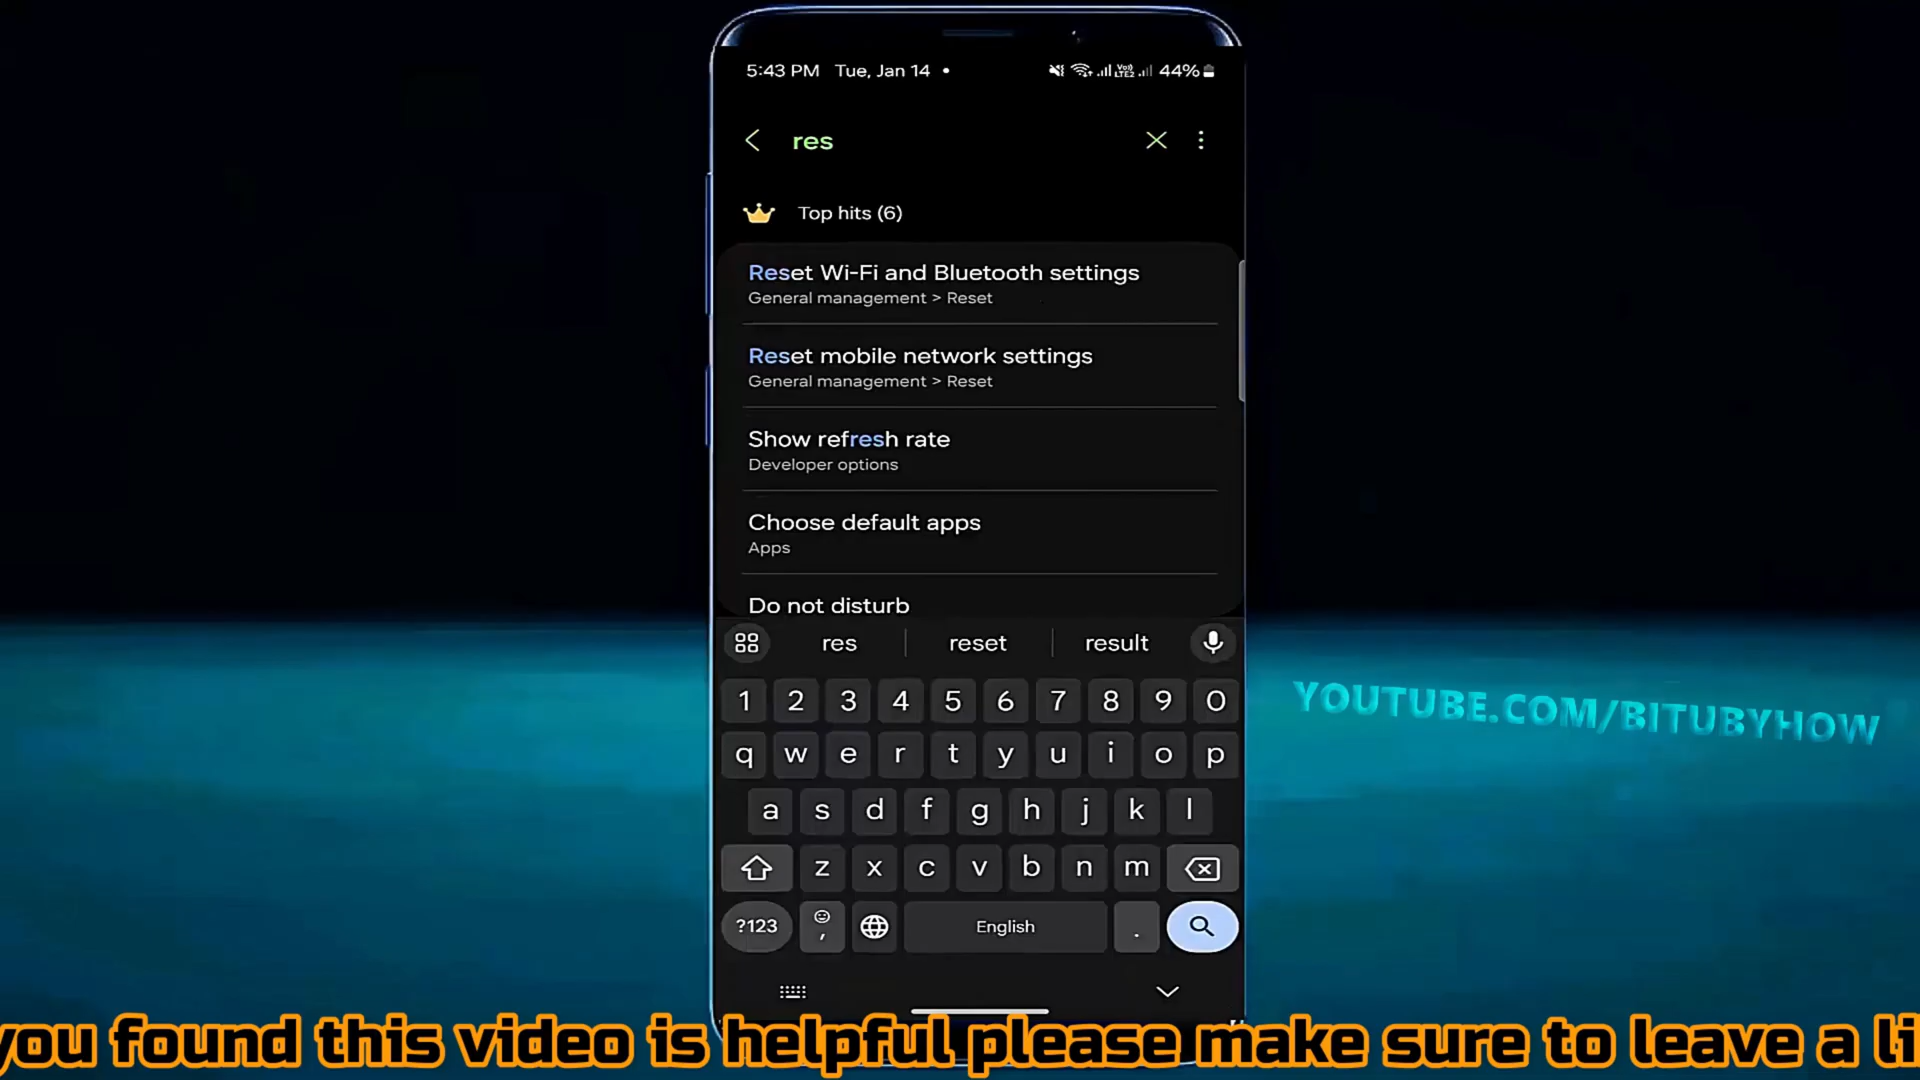 5:43 PM Tue, Jan 14 • Vo)) LTE2 44%
res
Top hits (6)
Reset Wi-Fi and Bluetooth settings
General management > Reset
Reset mobile network settings
General management > Reset
Show refresh rate
Developer options
Choose default apps
Apps
Do not disturb
res reset result
1 2 3 4 5 6 7 8 9 0
q w e r t y u i o p
a s d f g h j k l
z x c v b n m
?123 , English .
YOUTUBE.COM/BITUBYHOW
you found this video is helpful please make sure to leave a li